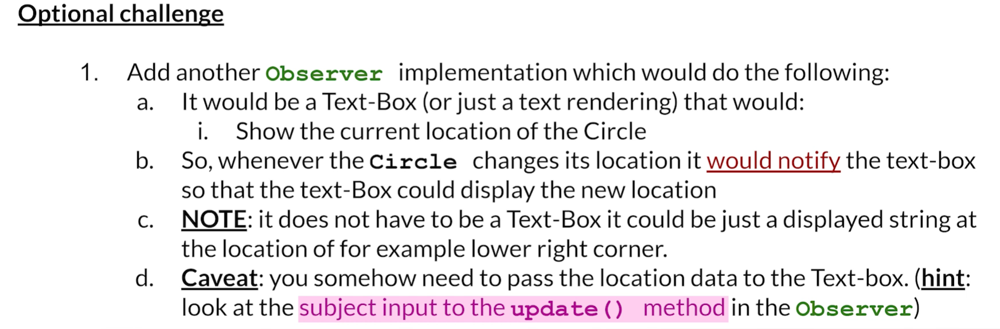 Optional challenge
1. Add another Observer implementation which would do the following:
a. It would be a Text-Box (or just a text rendering) that would:
i. Show the current location of the Circle
b. So, whenever the Circle changes its location it would notify the text-box
so that the text-Box could display the new location
c. NOTE: it does not have to be a Text-Box it could be just a displayed string at
the location of for example lower right corner.
d. Caveat: you somehow need to pass the location data to the Text-box. (hint:
look at the subject input to the update() method in the Observer)